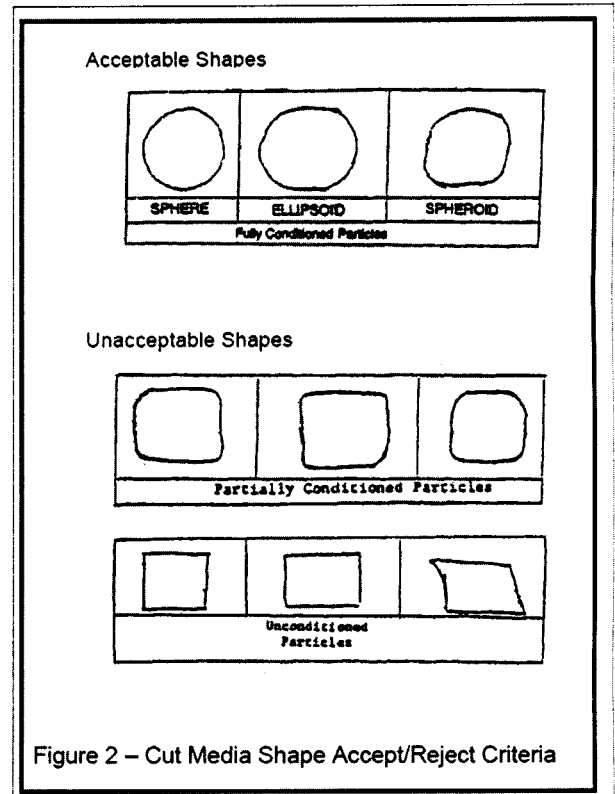 Acceptable Shapes
SPHERE ELLIPSOID SPHEROID
Fully Conditioned Particles
Unacceptable Shapes
Partially Conditioned Particles
Unconditioned
Particles
Figure 2 – Cut Media Shape Accept/Reject Criteria